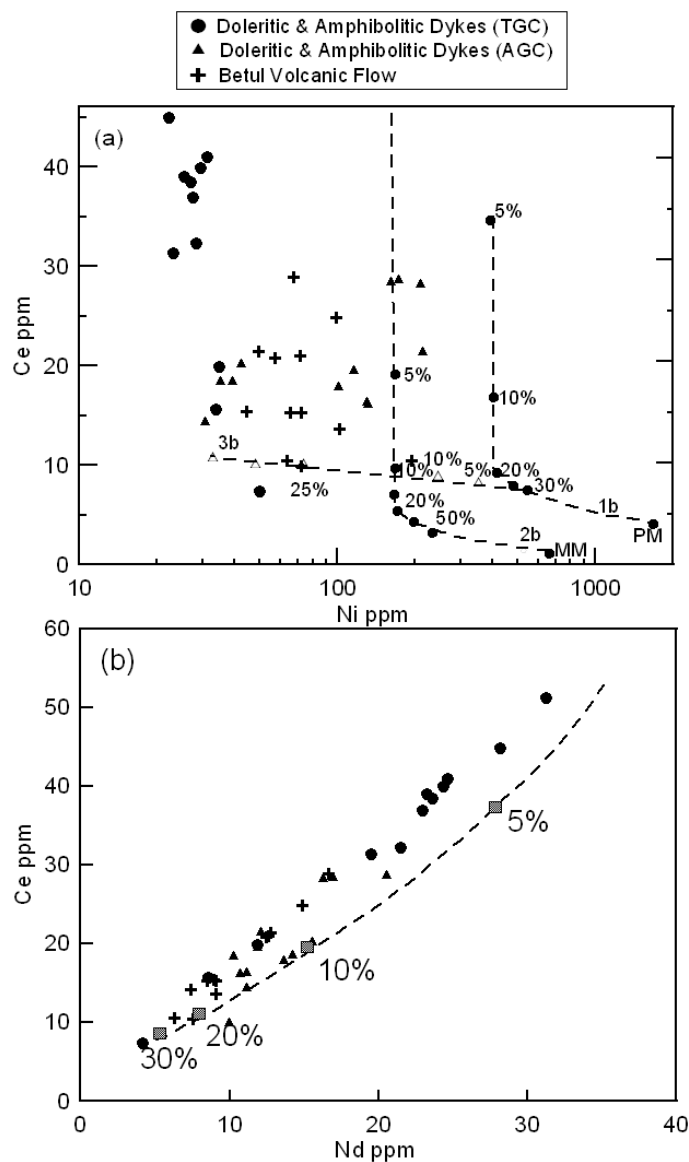 Doleritic & Amphibolitic Dykes (TGC)
Doleritic & Amphibolitic Dykes (AGC)
Betul Volcanic Flow
(a)
40
30
20
10
0
Ce ppm
5%
10%
5%
3b
10%
10%
5%
20%
30%
25%
20%
50%
1b
2b
MM
PM
10
100
1000
Ni ppm
(b)
60
50
40
30
20
10
0
Ce ppm
5%
10%
20%
30%
0
10
20
30
40
Nd ppm